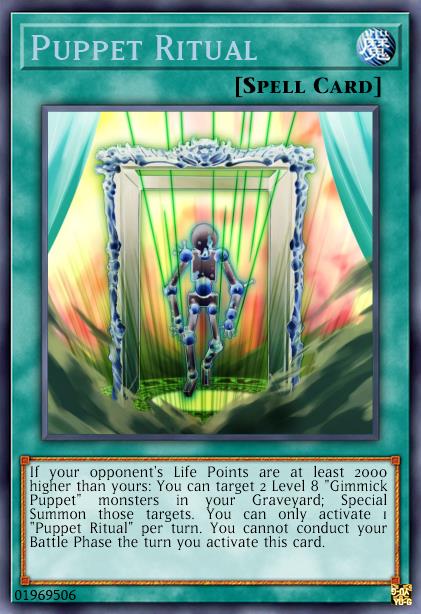 Puppet Ritual
魔
[Spell Card]
If your opponent's Life Points are at least 2000
higher than yours: You can target 2 Level 8 "Gimmick
Puppet" monsters in your Graveyard; Special
Summon those targets. You can only activate 1
"Puppet Ritual" per turn. You cannot conduct your
Battle Phase the turn you activate this card.
01969506